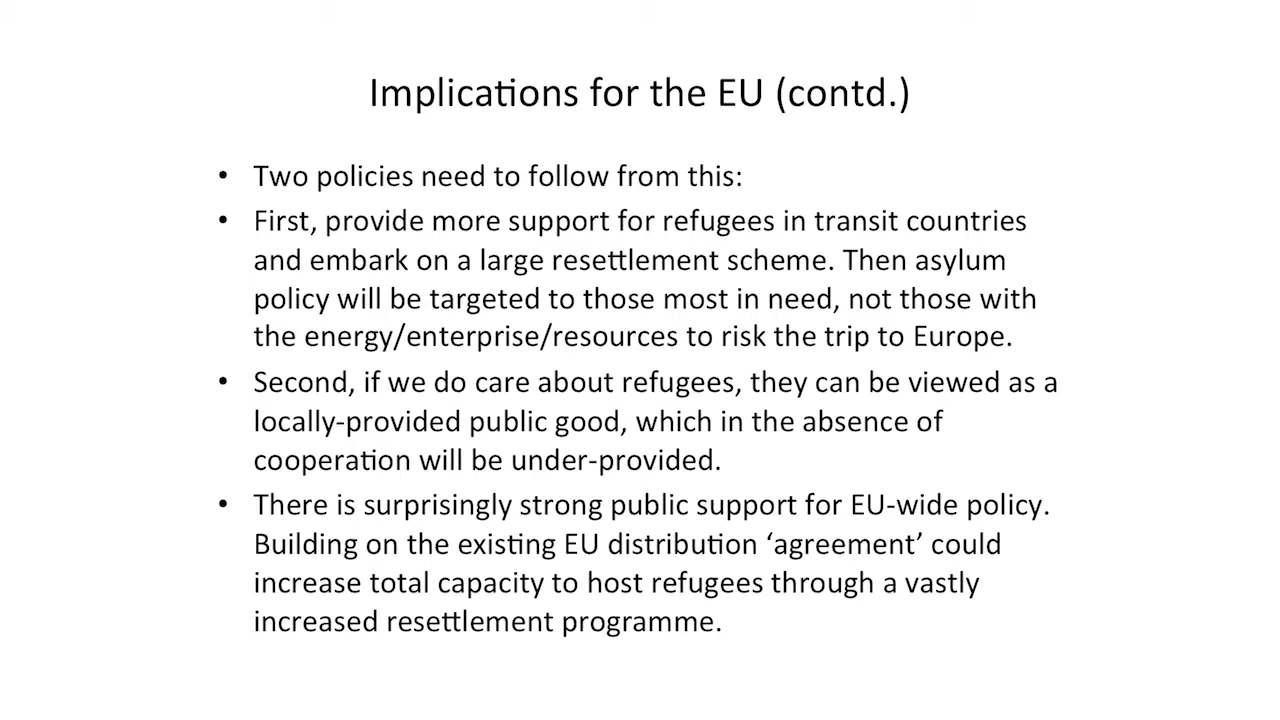 Implications for the EU (contd.)
• Two policies need to follow from this:
• First, provide more support for refugees in transit countries
and embark on a large resettlement scheme. Then asylum
policy will be targeted to those most in need, not those with
the energy/enterprise/resources to risk the trip to Europe.
• Second, if we do care about refugees, they can be viewed as a
locally-provided public good, which in the absence of
cooperation will be under-provided.
• There is surprisingly strong public support for EU-wide policy.
Building on the existing EU distribution ‘agreement’ could
increase total capacity to host refugees through a vastly
increased resettlement programme.